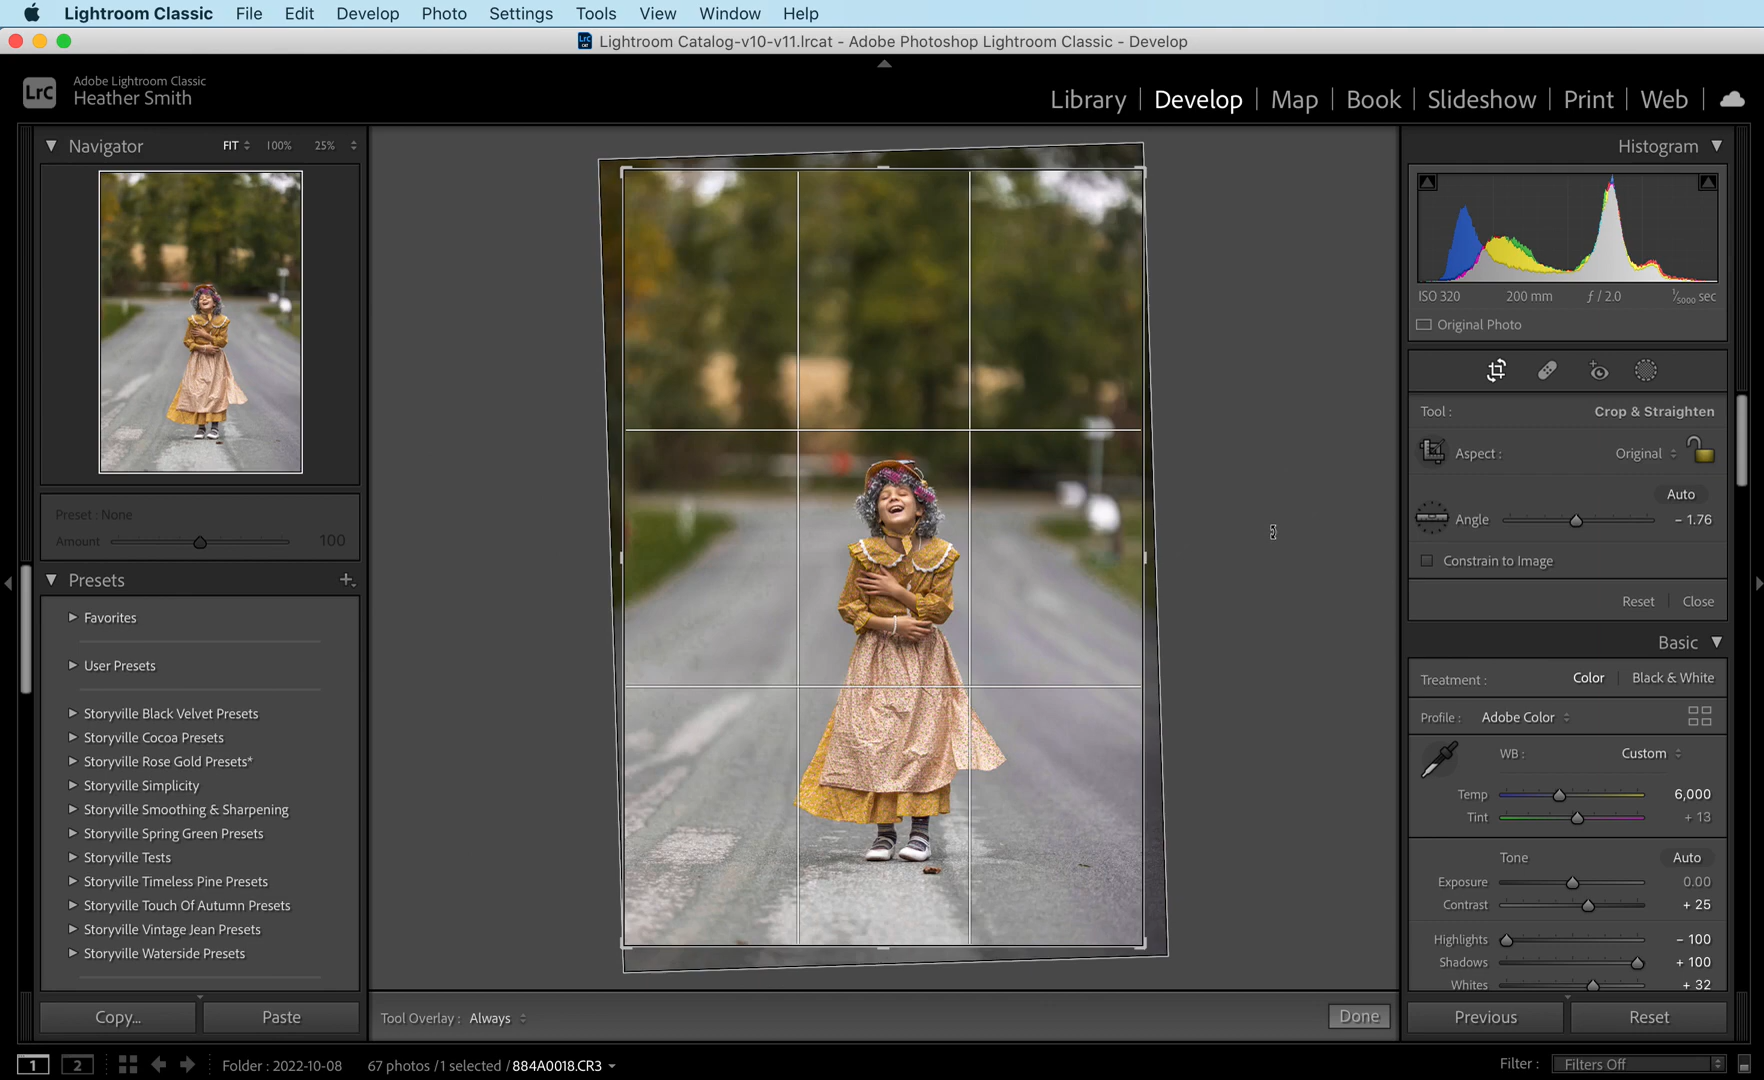 Lightroom Classic File Edit Develop Photo Settings Tools View Window Help
LrC CAT Lightroom Catalog-v10-v11.lrcat - Adobe Photoshop Lightroom Classic - Develop
LrC
Adobe Lightroom Classic
Heather Smith
Library | Develop | Map | Book | Slideshow | Print | Web |
Navigator FIT 100% 25%
Preset : None
Amount 100
Presets +
Favorites
User Presets
Storyville Black Velvet Presets
Storyville Cocoa Presets
Storyville Rose Gold Presets*
Storyville Simplicity
Storyville Smoothing & Sharpening
Storyville Spring Green Presets
Storyville Tests
Storyville Timeless Pine Presets
Storyville Touch Of Autumn Presets
Storyville Vintage Jean Presets
Storyville Waterside Presets
Copy... Paste
Tool Overlay : Always
Done
Histogram
ISO 320 200 mm ƒ / 2.0 1/5000 sec
Original Photo
Tool : Crop & Straighten
Aspect : Original
Auto
Angle – 1.76
Constrain to Image
Reset | Close
Basic
Treatment : Color | Black & White
Profile : Adobe Color
WB : Custom
Temp 6,000
Tint + 13
Tone Auto
Exposure 0.00
Contrast + 25
Highlights – 100
Shadows + 100
Whites + 32
Previous Reset
1 2 Folder : 2022-10-08 67 photos / 1 selected / 884A0018.CR3
Filter : Filters Off